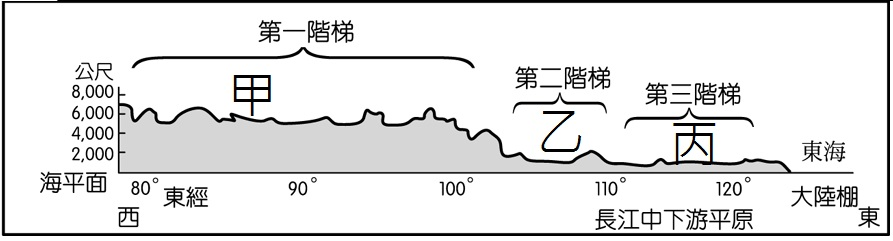 第一階梯
公尺
甲
第二階梯
8,000
第三階梯
6,000
乙
4,000
丙
2,000
東海
海平面
80°
東經
90°
100°
110°
120°
大陸棚
西
長江中下游平原
東